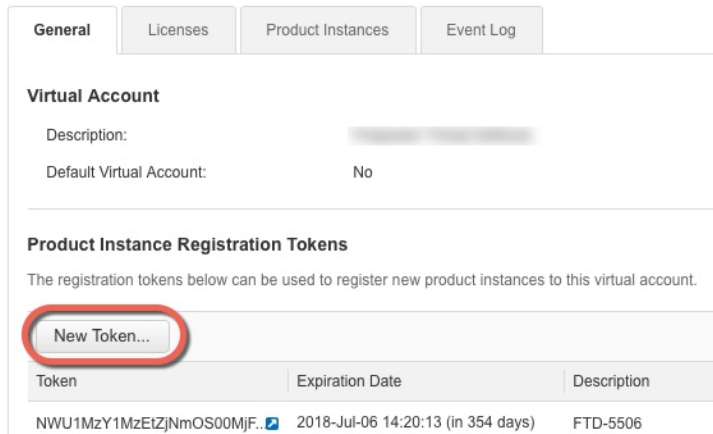 General Licenses Product Instances Event Log
Virtual Account
Description:
Default Virtual Account: No
Product Instance Registration Tokens
The registration tokens below can be used to register new product instances to this virtual account.
New Token...
Token Expiration Date Description
NWU1MzY1MzEtZjNmOS00MjF.. 2018-Jul-06 14:20:13 (in 354 days) FTD-5506